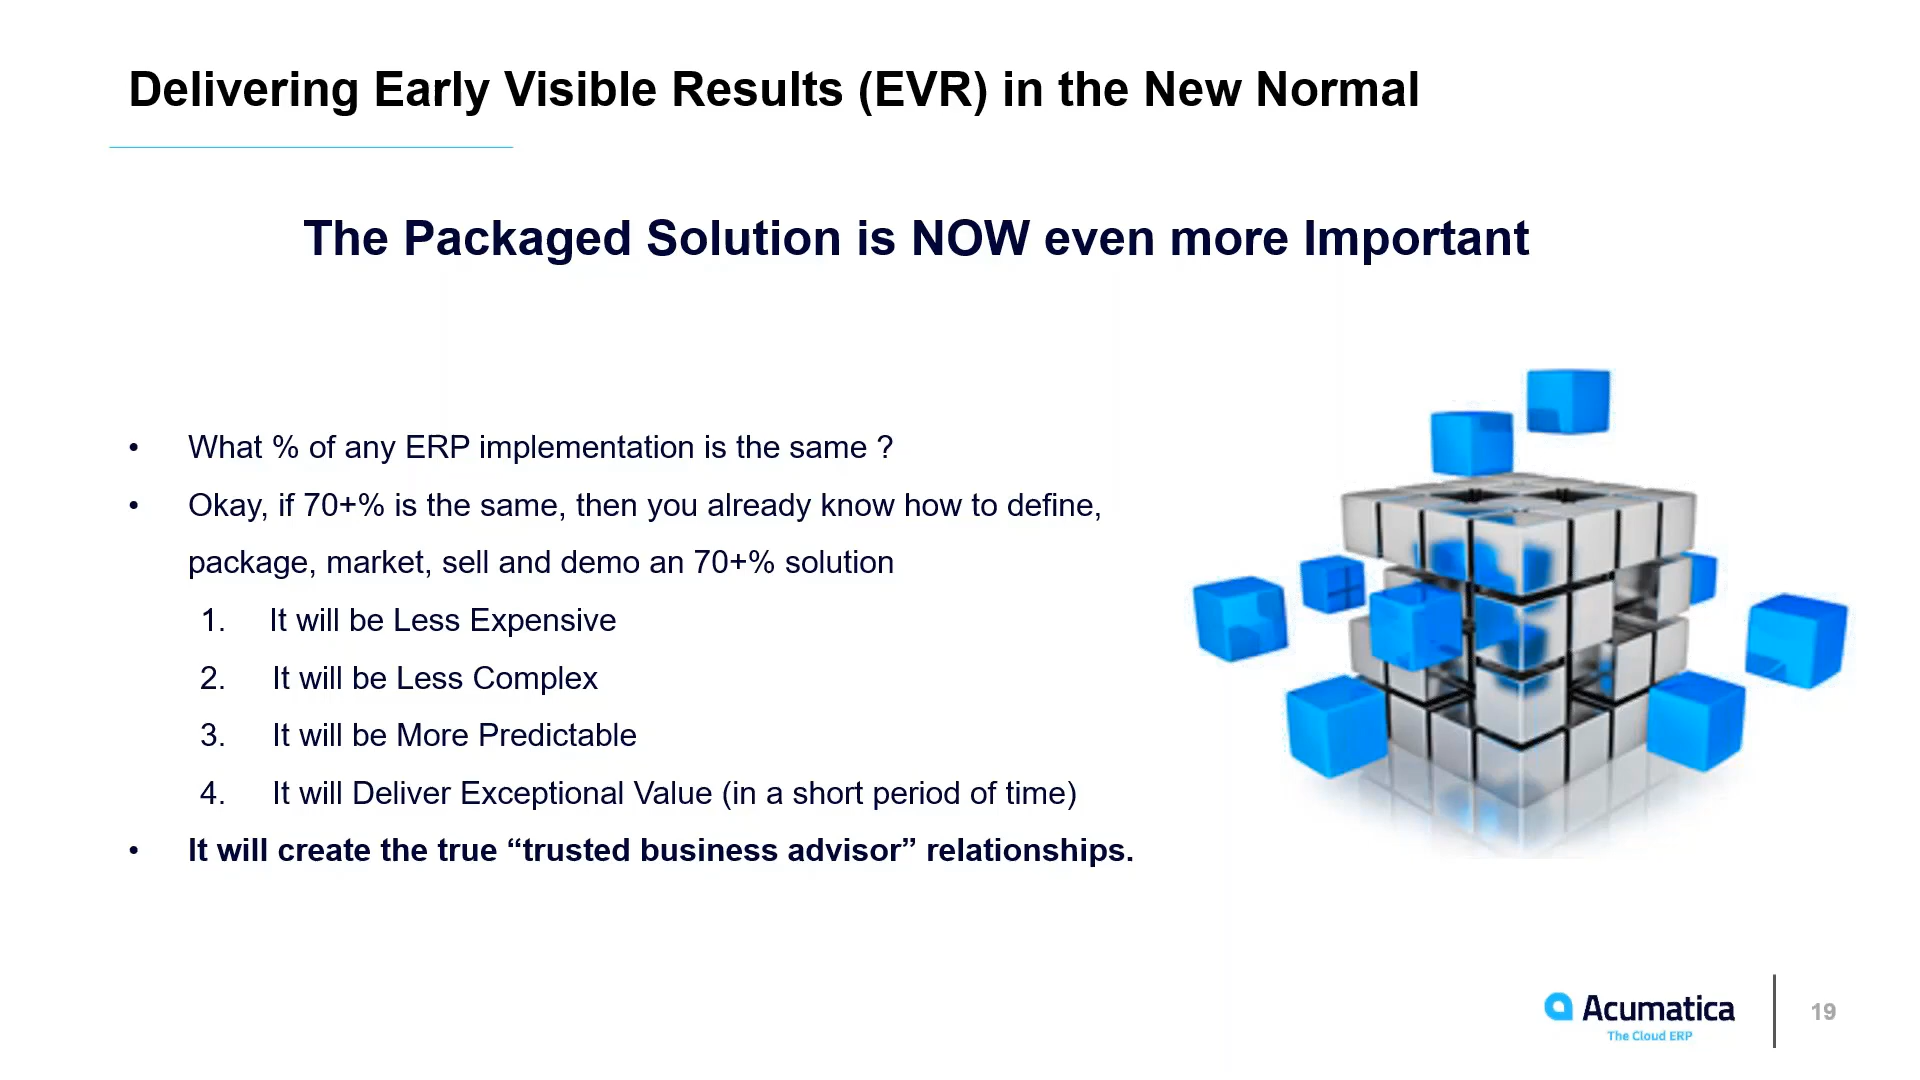 Delivering Early Visible Results (EVR) in the New Normal
The Packaged Solution is NOW even more Important
• What % of any ERP implementation is the same ?
• Okay, if 70+% is the same, then you already know how to define,
package, market, sell and demo an 70+% solution
1. It will be Less Expensive
2. It will be Less Complex
3. It will be More Predictable
4. It will Deliver Exceptional Value (in a short period of time)
• It will create the true “trusted business advisor” relationships.
Acumatica
The Cloud ERP
19